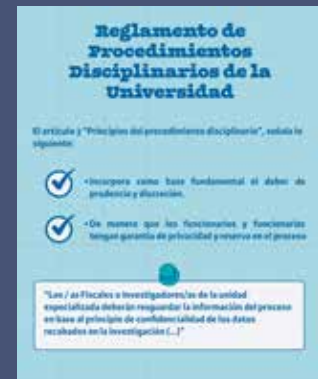 Reglamento de
Procedimientos
Disciplinarios de la
Universidad
El artículo 3 "Principios del procedimiento disciplinario", señala lo
siguiente:
•Incorpora como base fundamental el deber de
prudencia y discreción.
•De manera que los funcionarios y funcionarias
tengan garantía de privacidad y reserva en el proceso
"Los / as Fiscales o Investigadores/as de la unidad
especializada deberán resguardar la información del proceso
en base al principio de confidencialidad de los datos
recabados en la investigación (...)"